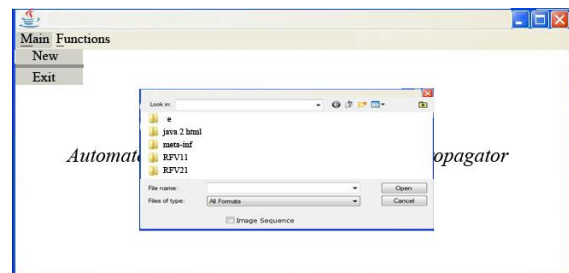 Main Functions
New
Exit
Look in:
e
java 2 html
meta-inf
RFV11
RFV21
Automat opagator
File name: Open
Files of type: All Formats Cancel
Image Sequence